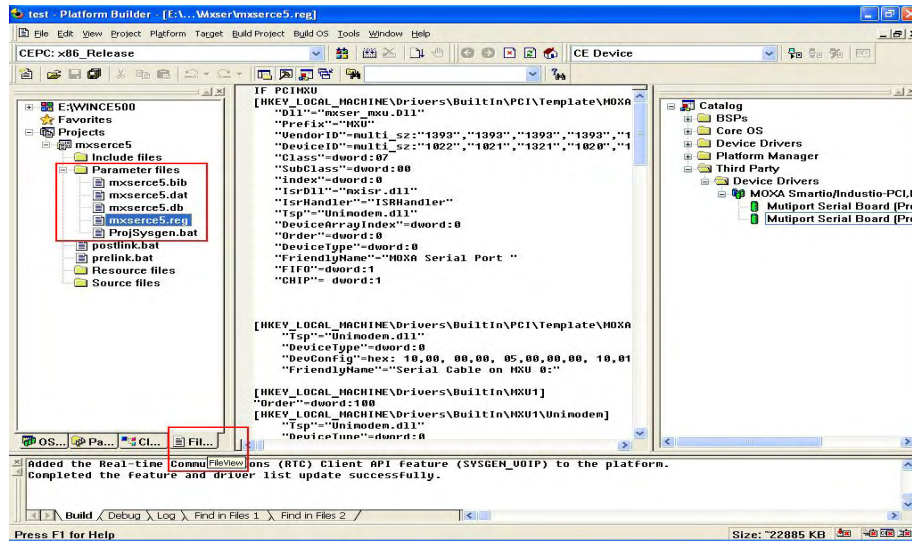 test - Platform Builder - [E:\...\Mxser\mxserce5.reg]
File Edit View Project Platform Target Build Project Build OS Tools Window Help
CEPC: x86_Release
CE Device
E:\WINCE500
Favorites
Projects
mxserce5
Include files
Parameter files
mxserce5.bib
mxserce5.dat
mxserce5.db
mxserce5.reg
ProjSysgen.bat
postlink.bat
prelink.bat
Resource files
Source files
OS...
Pa...
Cl...
Fil...
IF PCIMXU
[HKEY_LOCAL_MACHINE\Drivers\BuiltIn\PCI\Template\MOXA
"Dll"="mxser_mxu.Dll"
"Prefix"="MXU"
"VendorID"=multi_sz:"1393","1393","1393","1393","1
"DeviceID"=multi_sz:"1022","1021","1321","1020","1
"Class"=dword:07
"SubClass"=dword:00
"index"=dword:0
"IsrDll"="mxisr.dll"
"IsrHandler"="ISRHandler"
"Tsp"="Unimodem.dll"
"DeviceArrayIndex"=dword:0
"Order"=dword:0
"DeviceType"=dword:0
"FriendlyName"="MOXA Serial Port "
"FIFO"=dword:1
"CHIP"= dword:1
[HKEY_LOCAL_MACHINE\Drivers\BuiltIn\PCI\Template\MOXA
"Tsp"="Unimodem.dll"
"DeviceType"=dword:0
"DevConfig"=hex: 10,00, 00,00, 05,00,00,00, 10,01
"FriendlyName"="Serial Cable on MXU 0:"
[HKEY_LOCAL_MACHINE\Drivers\BuiltIn\MXU1]
"Order"=dword:100
[HKEY_LOCAL_MACHINE\Drivers\BuiltIn\MXU1\Unimodem]
"Tsp"="Unimodem.dll"
"DeviceType"=dword:0
Catalog
BSPs
Core OS
Device Drivers
Platform Manager
Third Party
Device Drivers
MOXA Smartio/Industio-PCI,
Mutiport Serial Board (Pr
Mutiport Serial Board (Pr
Added the Real-time Commu FileView ons (RTC) Client API feature (SYSGEN_VOIP) to the platform.
Completed the feature and driver list update successfully.
Build Debug Log Find in Files 1 Find in Files 2
Press F1 for Help
Size: ~22885 KB